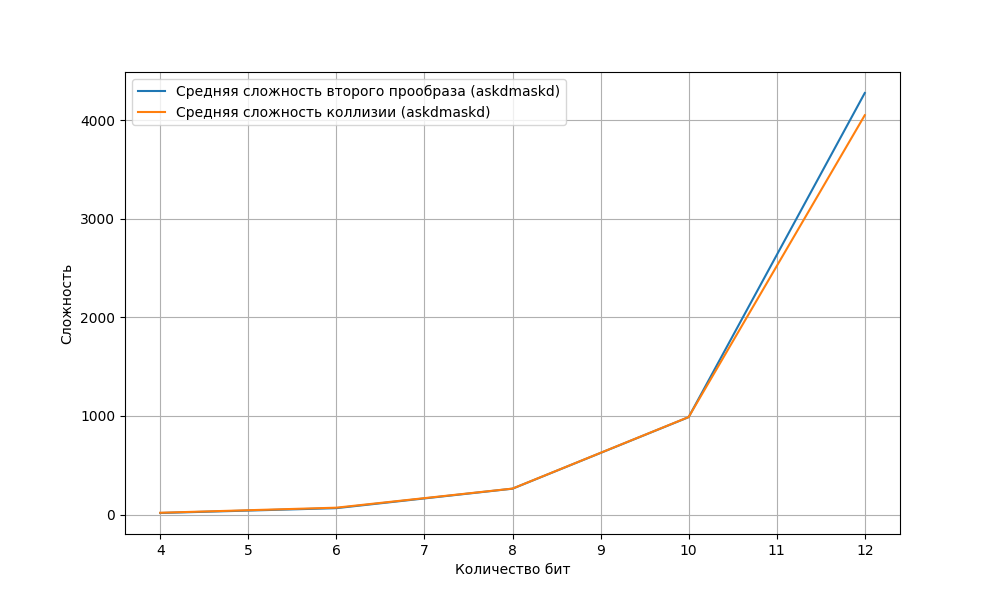 Средняя сложность второго прообраза (askdmaskd)
Средняя сложность коллизии (askdmaskd)
4000
3000
2000
1000
0
Сложность
4 5 6 7 8 9 10 11 12
Количество бит